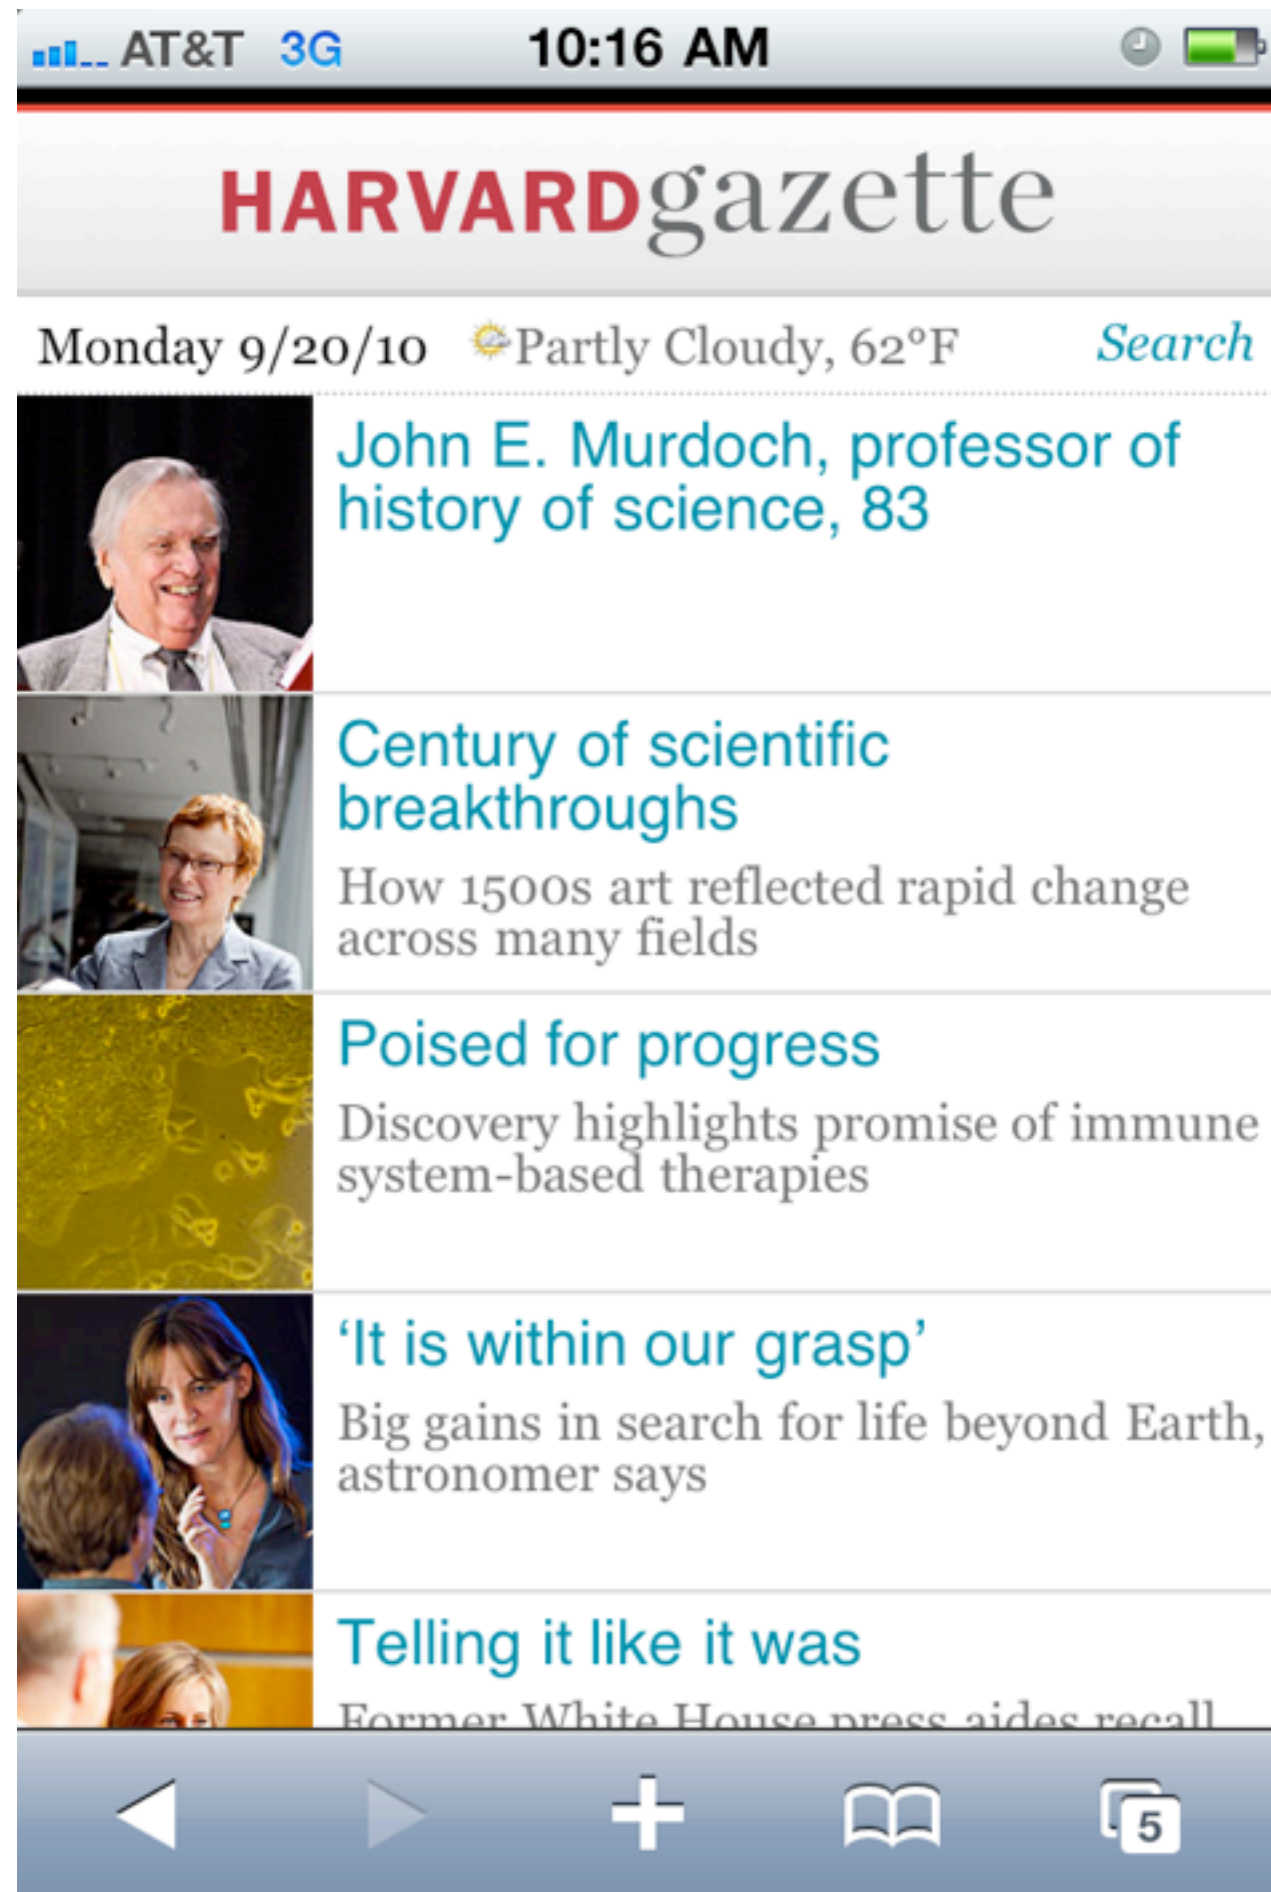 AT&T 3G 10:16 AM
HARVARDgazette
Monday 9/20/10 Partly Cloudy, 62°F Search
John E. Murdoch, professor of
history of science, 83
Century of scientific
breakthroughs
How 1500s art reflected rapid change
across many fields
Poised for progress
Discovery highlights promise of immune
system-based therapies
‘It is within our grasp’
Big gains in search for life beyond Earth,
astronomer says
Telling it like it was
Former White House press aides recall
5